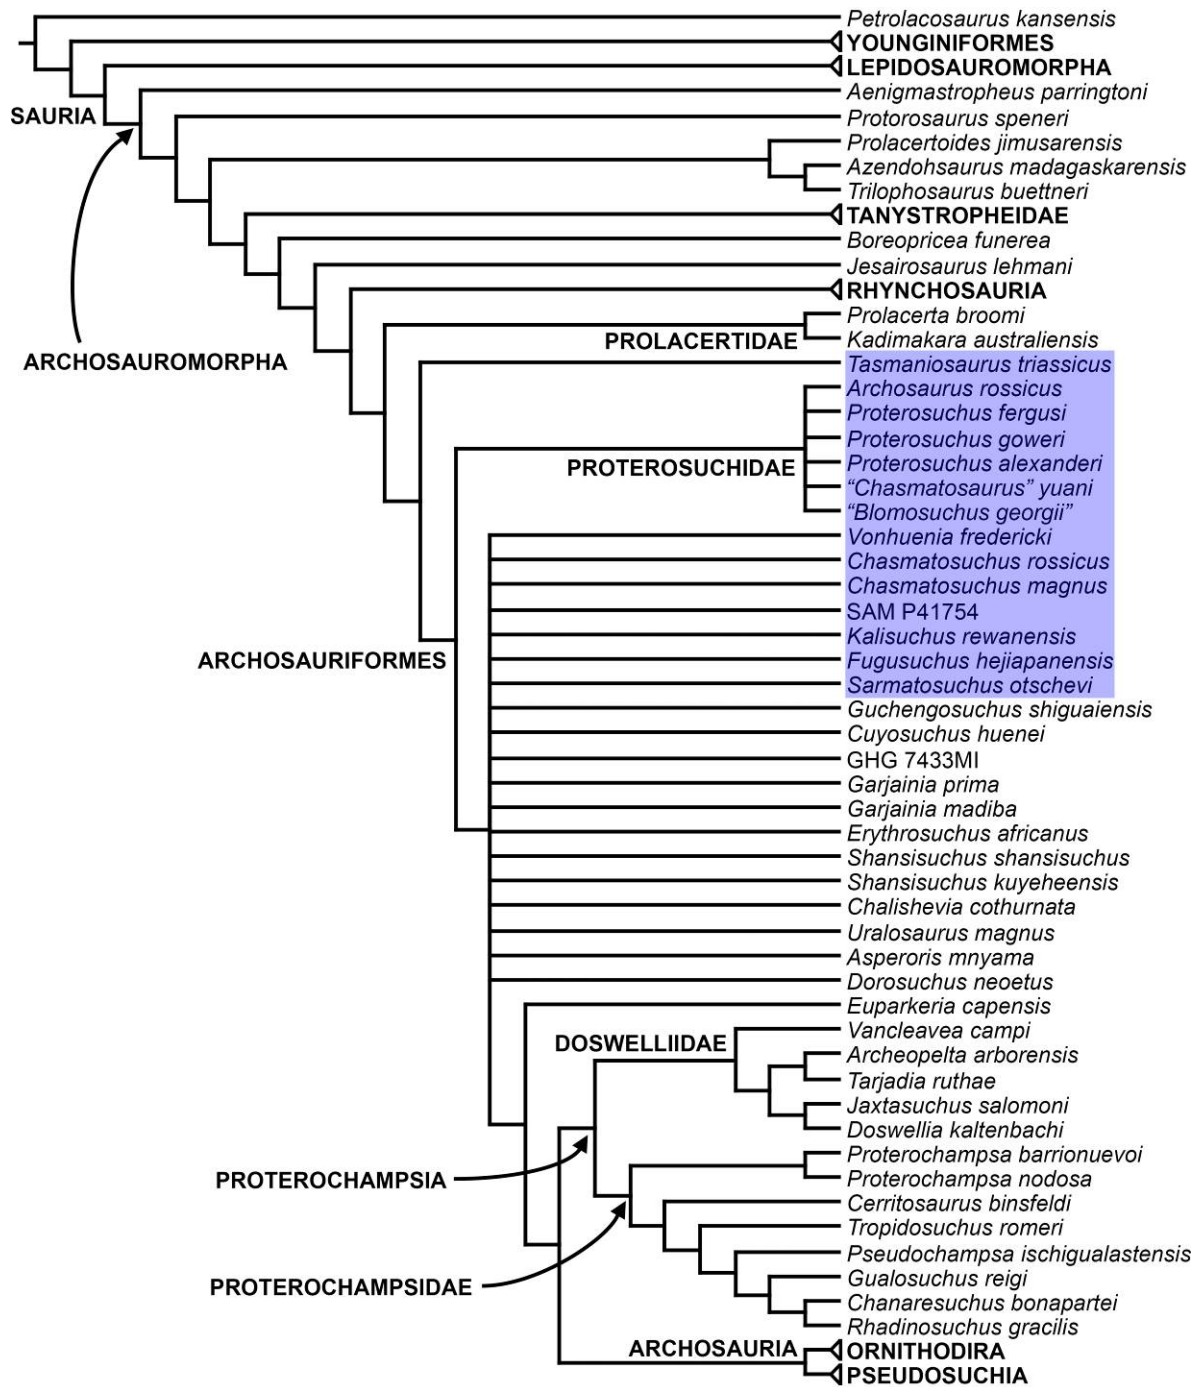 Petrolacosaurus kansensis
YOUNGINIFORMES
LEPIDOSAUROMORPHA
Aenigmastropheus parringtoni
SAURIA
Protorosaurus speneri
Prolacertoides jimusarensis
Azendohsaurus madagaskarensis
Trilophosaurus buettneri
TANYSTROPHEIDAE
Boreopricea funerea
Jesairosaurus lehmani
RHYNCHOSAURIA
Prolacerta broomi
PROLACERTIDAE
Kadimakara australiensis
ARCHOSAUROMORPHA
Tasmaniosaurus triassicus
Archosaurus rossicus
Proterosuchus fergusi
Proterosuchus goweri
PROTEROSUCHIDAE
Proterosuchus alexanderi
“Chasmatosaurus” yuani
“Blomosuchus georgii”
Vonhuenia fredericki
Chasmatosuchus rossicus
Chasmatosuchus magnus
SAM P41754
Kalisuchus rewanensis
ARCHOSAURIFORMES
Fugusuchus hejiapanensis
Sarmatosuchus otschevi
Guchengosuchus shiguaiensis
Cuyosuchus huenei
GHG 7433MI
Garjainia prima
Garjainia madiba
Erythrosuchus africanus
Shansisuchus shansisuchus
Shansisuchus kuyeheensis
Chalishevia cothurnata
Uralosaurus magnus
Asperoris mnyama
Dorosuchus neoetus
Euparkeria capensis
Vancleavea campi
DOSWELLIIDAE
Archeopelta arborensis
Tarjadia ruthae
Jaxtasuchus salomoni
Doswellia kaltenbachi
Proterochampsa barrionuevoi
Proterochampsa nodosa
PROTEROCHAMPSIA
Cerritosaurus binsfeldi
Tropidosuchus romeri
Pseudochampsa ischigualastensis
Gualosuchus reigi
PROTEROCHAMPSIDAE
Chanaresuchus bonapartei
Rhadinosuchus gracilis
ARCHOSAURIA
ORNITHODIRA
PSEUDOSUCHIA